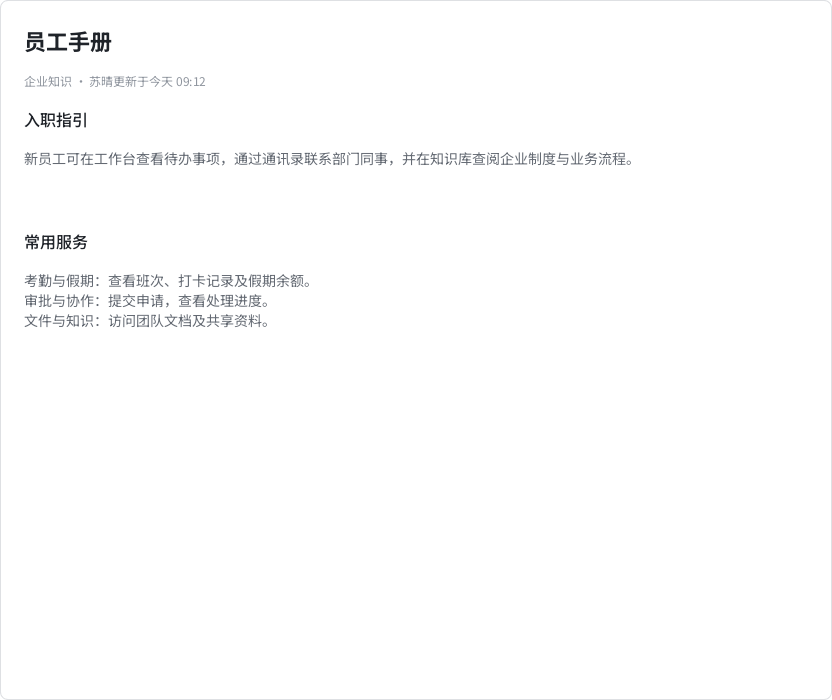 员工手册
企业知识 · 苏晴更新于今天 09:12
入职指引
新员工可在工作台查看待办事项，通过通讯录联系部门同事，并在知识库查阅企业制度与业务流程。
常用服务
考勤与假期：查看班次、打卡记录及假期余额。
审批与协作：提交申请，查看处理进度。
文件与知识：访问团队文档及共享资料。